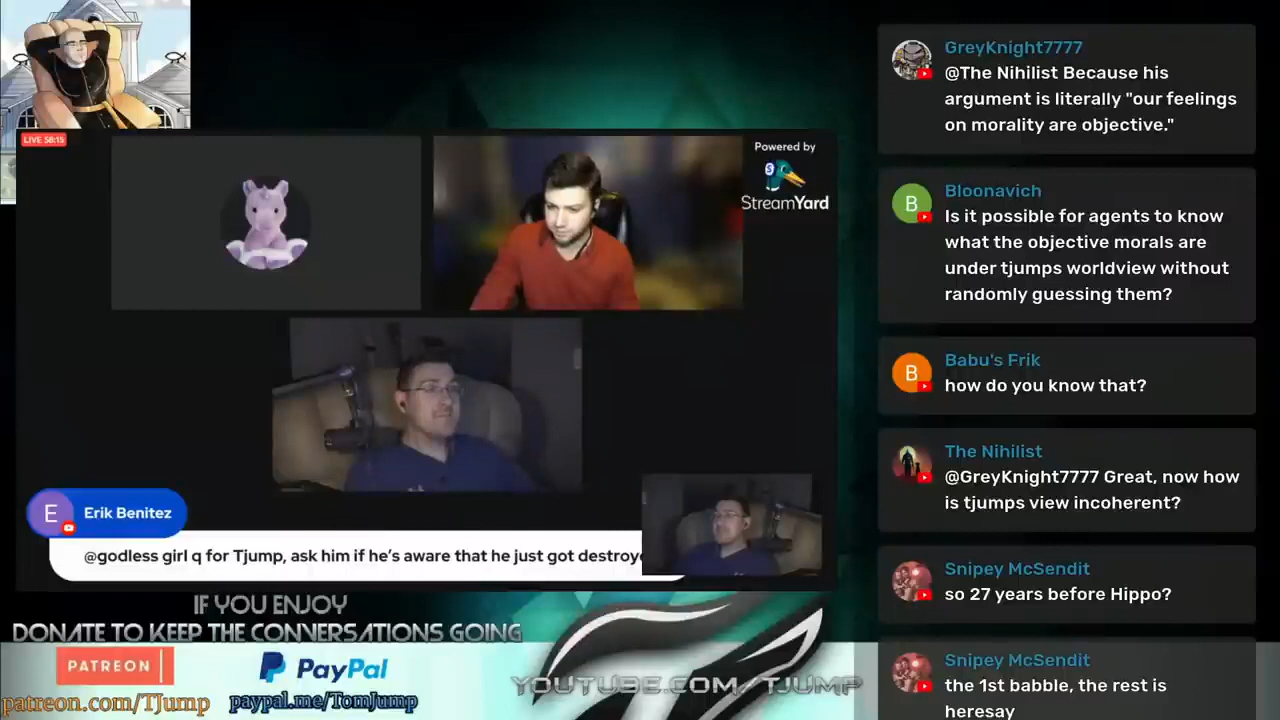 LIVE 58:15
Powered by
StreamYard
E
Erik Benitez
@godless girl q for Tjump, ask him if he's aware that he just got destroye
IF YOU ENJOY
DONATE TO KEEP THE CONVERSATIONS GOING
PATREON
PayPal
patreon.com/TJump
paypal.me/TomJump
YOUTUBE.COM/TJUMP
GreyKnight7777
@The Nihilist Because his
argument is literally "our feelings
on morality are objective."
B
Bloonavich
Is it possible for agents to know
what the objective morals are
under tjumps worldview without
randomly guessing them?
B
Babu's Frik
how do you know that?
The Nihilist
@GreyKnight7777 Great, now how
is tjumps view incoherent?
Snipey McSendit
so 27 years before Hippo?
Snipey McSendit
the 1st babble, the rest is
heresay